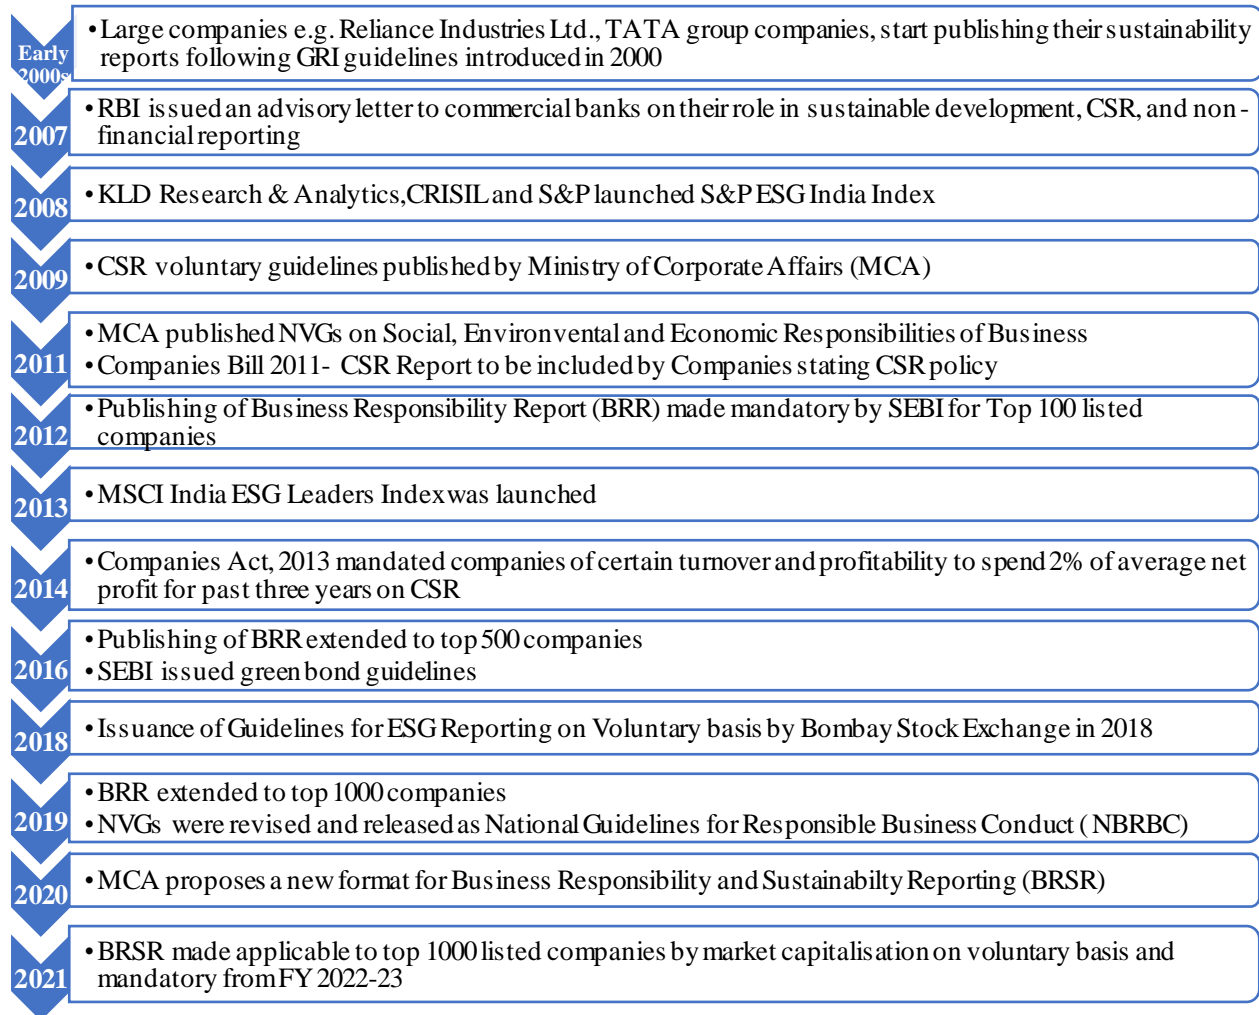 Early
2000s
• Large companies e.g. Reliance Industries Ltd., TATA group companies, start publishing their sustainability
reports following GRI guidelines introduced in 2000
2007
• RBI issued an advisory letter to commercial banks on their role in sustainable development, CSR, and non-
financial reporting
2008
• KLD Research & Analytics,CRISIL and S&P launched S&P ESG India Index
2009
• CSR voluntary guidelines published by Ministry of Corporate Affairs (MCA)
2011
• MCA published NVGs on Social, Environvental and Economic Responsibilities of Business
• Companies Bill 2011- CSR Report to be included by Companies stating CSR policy
2012
• Publishing of Business Responsibility Report (BRR) made mandatory by SEBI for Top 100 listed
companies
2013
• MSCI India ESG Leaders Index was launched
2014
• Companies Act, 2013 mandated companies of certain turnover and profitability to spend 2% of average net
profit for past three years on CSR
2016
• Publishing of BRR extended to top 500 companies
• SEBI issued green bond guidelines
2018
• Issuance of Guidelines for ESG Reporting on Voluntary basis by Bombay Stock Exchange in 2018
2019
• BRR extended to top 1000 companies
• NVGs were revised and released as National Guidelines for Responsible Business Conduct ( NBRBC)
2020
• MCA proposes a new format for Business Responsibility and Sustainabilty Reporting (BRSR)
2021
• BRSR made applicable to top 1000 listed companies by market capitalisation on voluntary basis and
mandatory from FY 2022-23